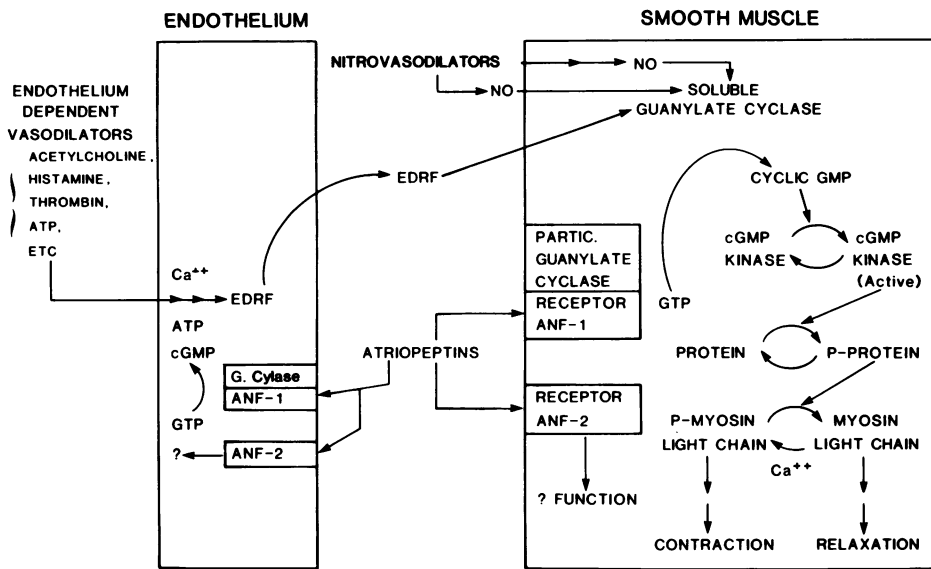 ENDOTHELIUM
SMOOTH MUSCLE
ENDOTHELIUM
DEPENDENT
VASODILATORS
ACETYLCHOLINE,
HISTAMINE,
THROMBIN,
ATP,
ETC
Ca++
EDRF
ATP
cGMP
GTP
G. Cylase
ANF-1
?
ANF-2
NITROVASODILATORS
NO
NO
EDRF
ATRIOPEPTINS
SOLUBLE
GUANYLATE CYCLASE
CYCLIC GMP
PARTIC.
GUANYLATE
CYCLASE
RECEPTOR
ANF-1
GTP
cGMP
KINASE
cGMP
KINASE
(Active)
PROTEIN
P-PROTEIN
RECEPTOR
ANF-2
? FUNCTION
P-MYOSIN
LIGHT CHAIN
MYOSIN
LIGHT CHAIN
Ca++
CONTRACTION
RELAXATION